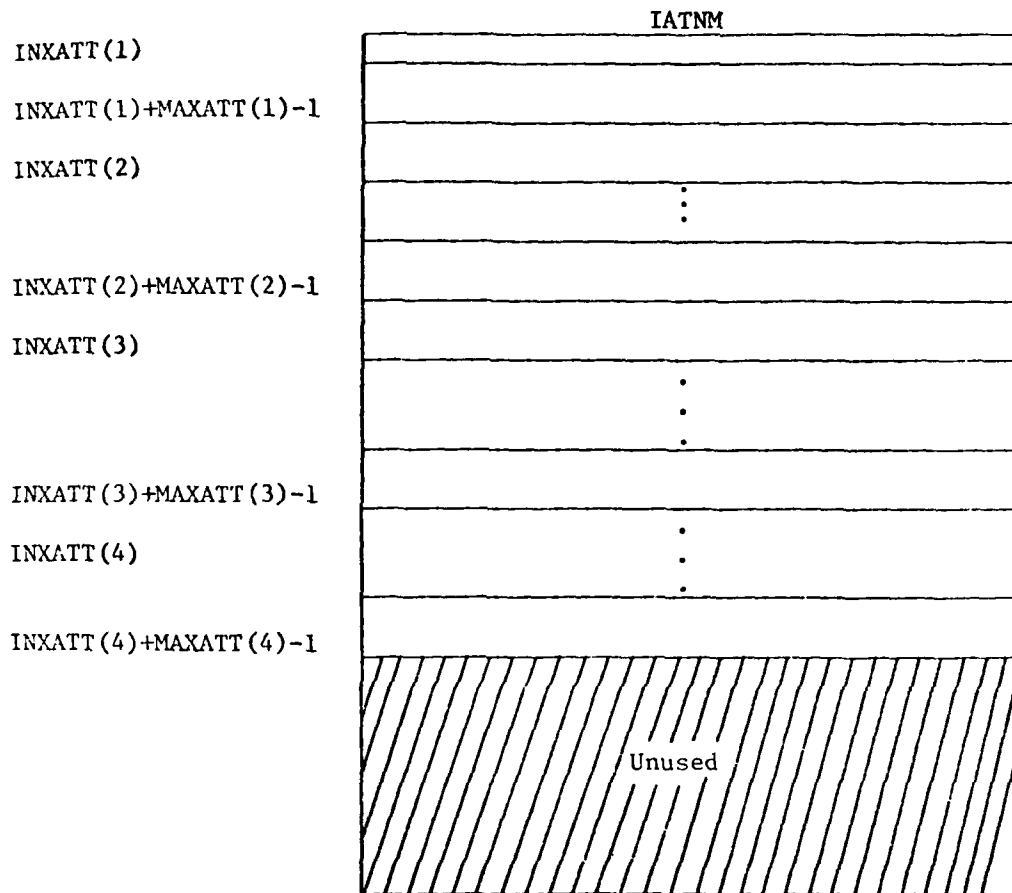 IATNM
INXATT(1)
INXATT(1)+MAXATT(1)-1
INXATT(2)
INXATT(2)+MAXATT(2)-1
INXATT(3)
INXATT(3)+MAXATT(3)-1
INXATT(4)
INXATT(4)+MAXATT(4)-1
Unused